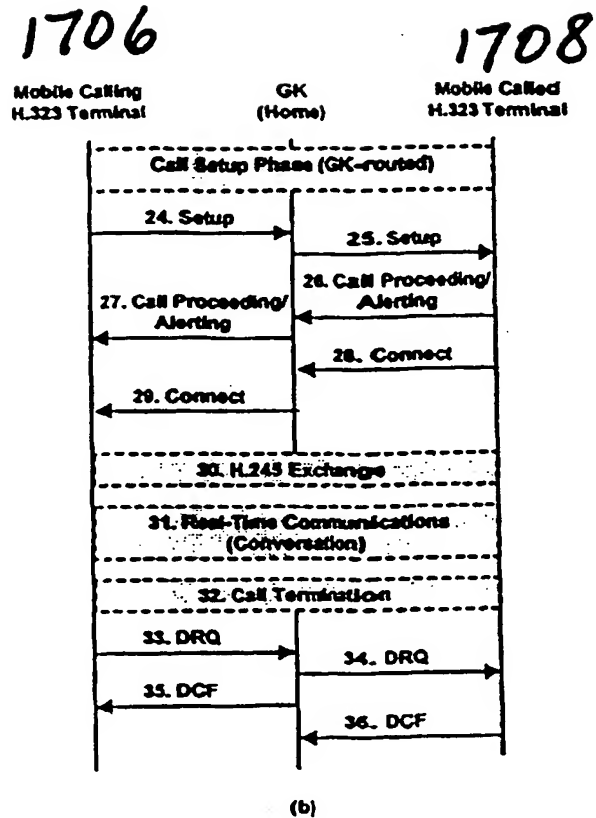 1706
1708
Mobile Calling
H.323 Terminal
GK
(Home)
Mobile Called
H.323 Terminal
Call Setup Phase (GK-routed)
24. Setup
25. Setup
26. Call Proceeding/
Alerting
27. Call Proceeding/
Alerting
28. Connect
29. Connect
30. H.245 Exchange
31. Real-Time Communications
(Conversation)
32. Call Termination
33. DRQ
34. DRQ
35. DCF
36. DCF
(b)